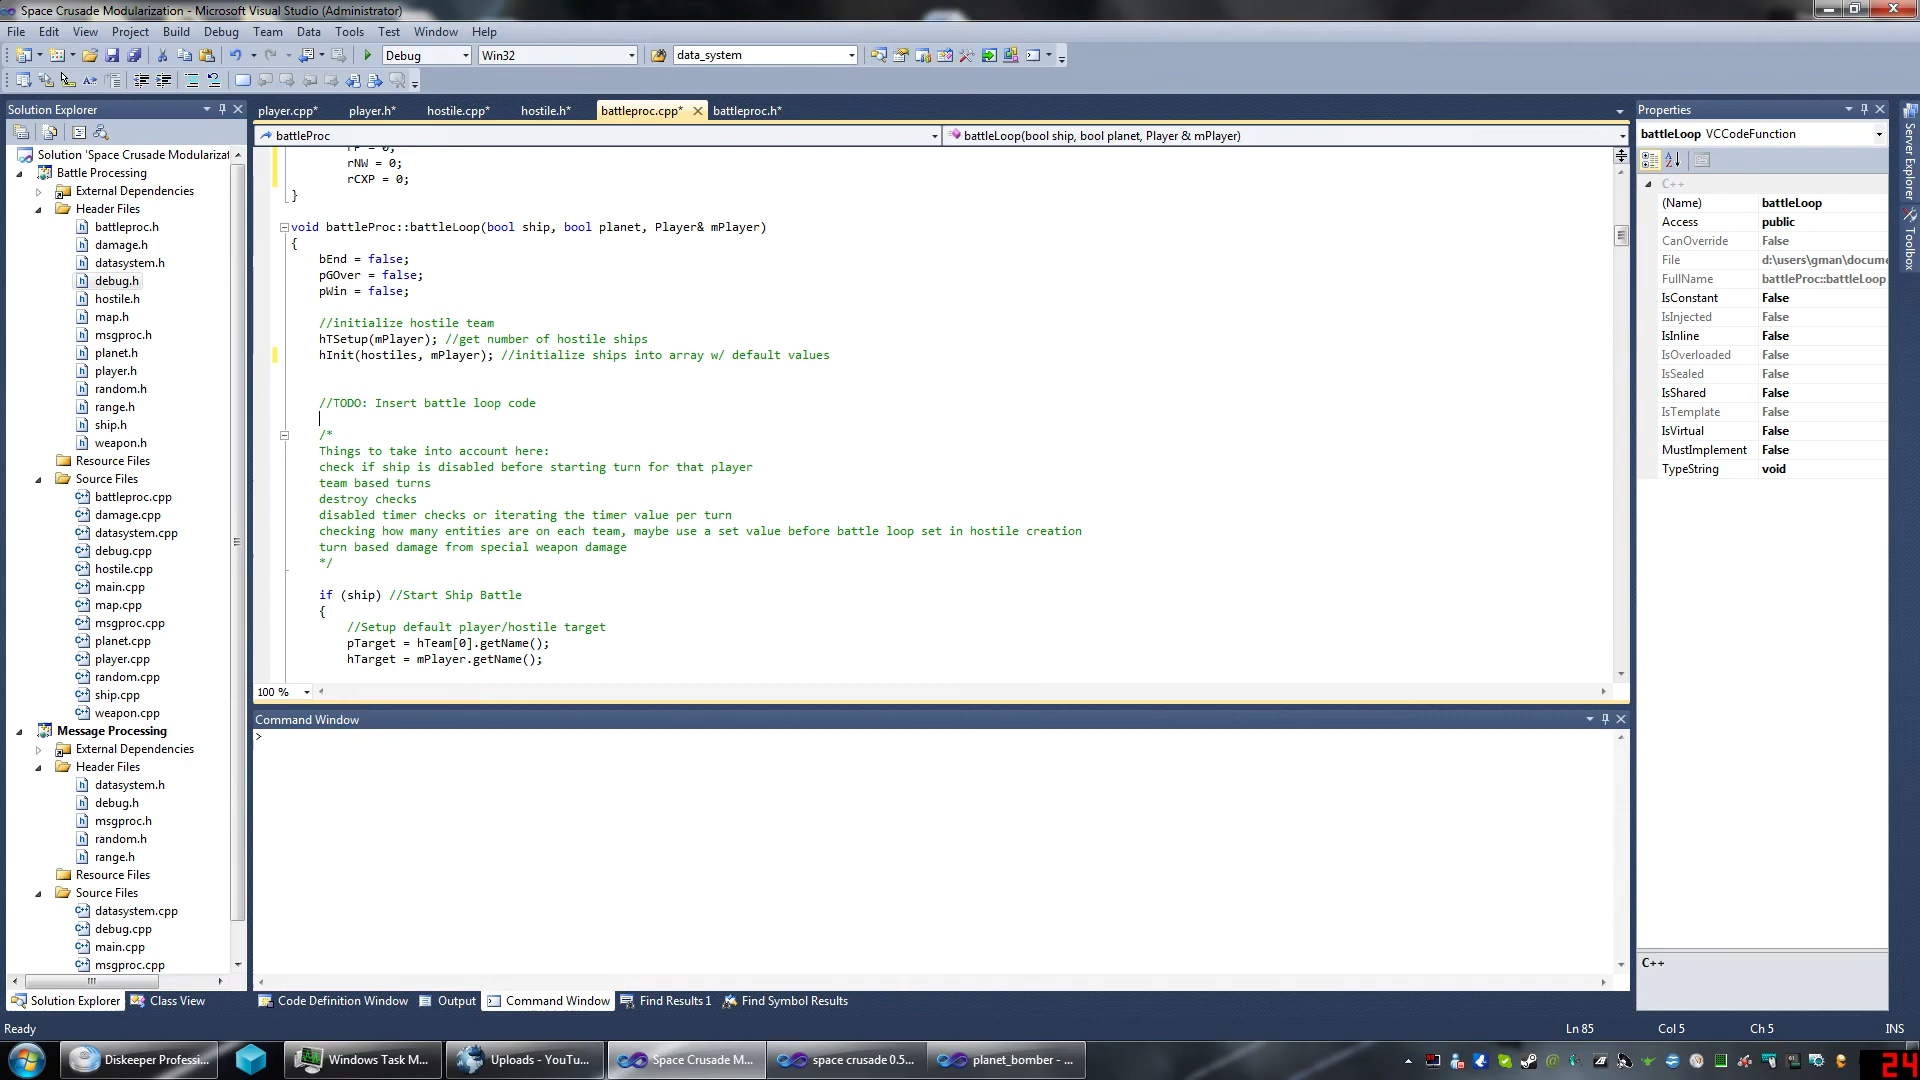 Space Crusade Modularization - Microsoft Visual Studio (Administrator)
File Edit View Project Build Debug Team Data Tools Test Window Help
Debug Win32 data_system
Solution Explorer
Solution 'Space Crusade Modularizat
Battle Processing
External Dependencies
Header Files
battleproc.h
damage.h
datasystem.h
debug.h
hostile.h
map.h
msgproc.h
planet.h
player.h
random.h
range.h
ship.h
weapon.h
Resource Files
Source Files
battleproc.cpp
damage.cpp
datasystem.cpp
debug.cpp
hostile.cpp
main.cpp
map.cpp
msgproc.cpp
planet.cpp
player.cpp
random.cpp
ship.cpp
weapon.cpp
Message Processing
External Dependencies
Header Files
datasystem.h
debug.h
msgproc.h
random.h
range.h
Resource Files
Source Files
datasystem.cpp
debug.cpp
main.cpp
msgproc.cpp
Solution Explorer Class View
player.cpp* player.h* hostile.cpp* hostile.h* battleproc.cpp* battleproc.h*
battleProc battleLoop(bool ship, bool planet, Player & mPlayer)
rNW = 0;
rCXP = 0;
}
void battleProc::battleLoop(bool ship, bool planet, Player& mPlayer)
{
bEnd = false;
pGOver = false;
pWin = false;
//initialize hostile team
hTSetup(mPlayer); //get number of hostile ships
hInit(hostiles, mPlayer); //initialize ships into array w/ default values
//TODO: Insert battle loop code
/*
Things to take into account here:
check if ship is disabled before starting turn for that player
team based turns
destroy checks
disabled timer checks or iterating the timer value per turn
checking how many entities are on each team, maybe use a set value before battle loop set in hostile creation
turn based damage from special weapon damage
*/
if (ship) //Start Ship Battle
{
//Setup default player/hostile target
pTarget = hTeam[0].getName();
hTarget = mPlayer.getName();
100 %
Command Window
>
Code Definition Window Output Command Window Find Results 1 Find Symbol Results
Properties
battleLoop VCCodeFunction
C++
(Name) battleLoop
Access public
CanOverride False
File d:\users\gman\docume
FullName battleProc::battleLoop
IsConstant False
IsInjected False
IsInline False
IsOverloaded False
IsSealed False
IsShared False
IsTemplate False
IsVirtual False
MustImplement False
TypeString void
C++
Server Explorer
Toolbox
Ready Ln 85 Col 5 Ch 5 INS
Diskeeper Professi... Windows Task M... Uploads - YouTu... Space Crusade M... space crusade 0.5... planet_bomber - ... 24